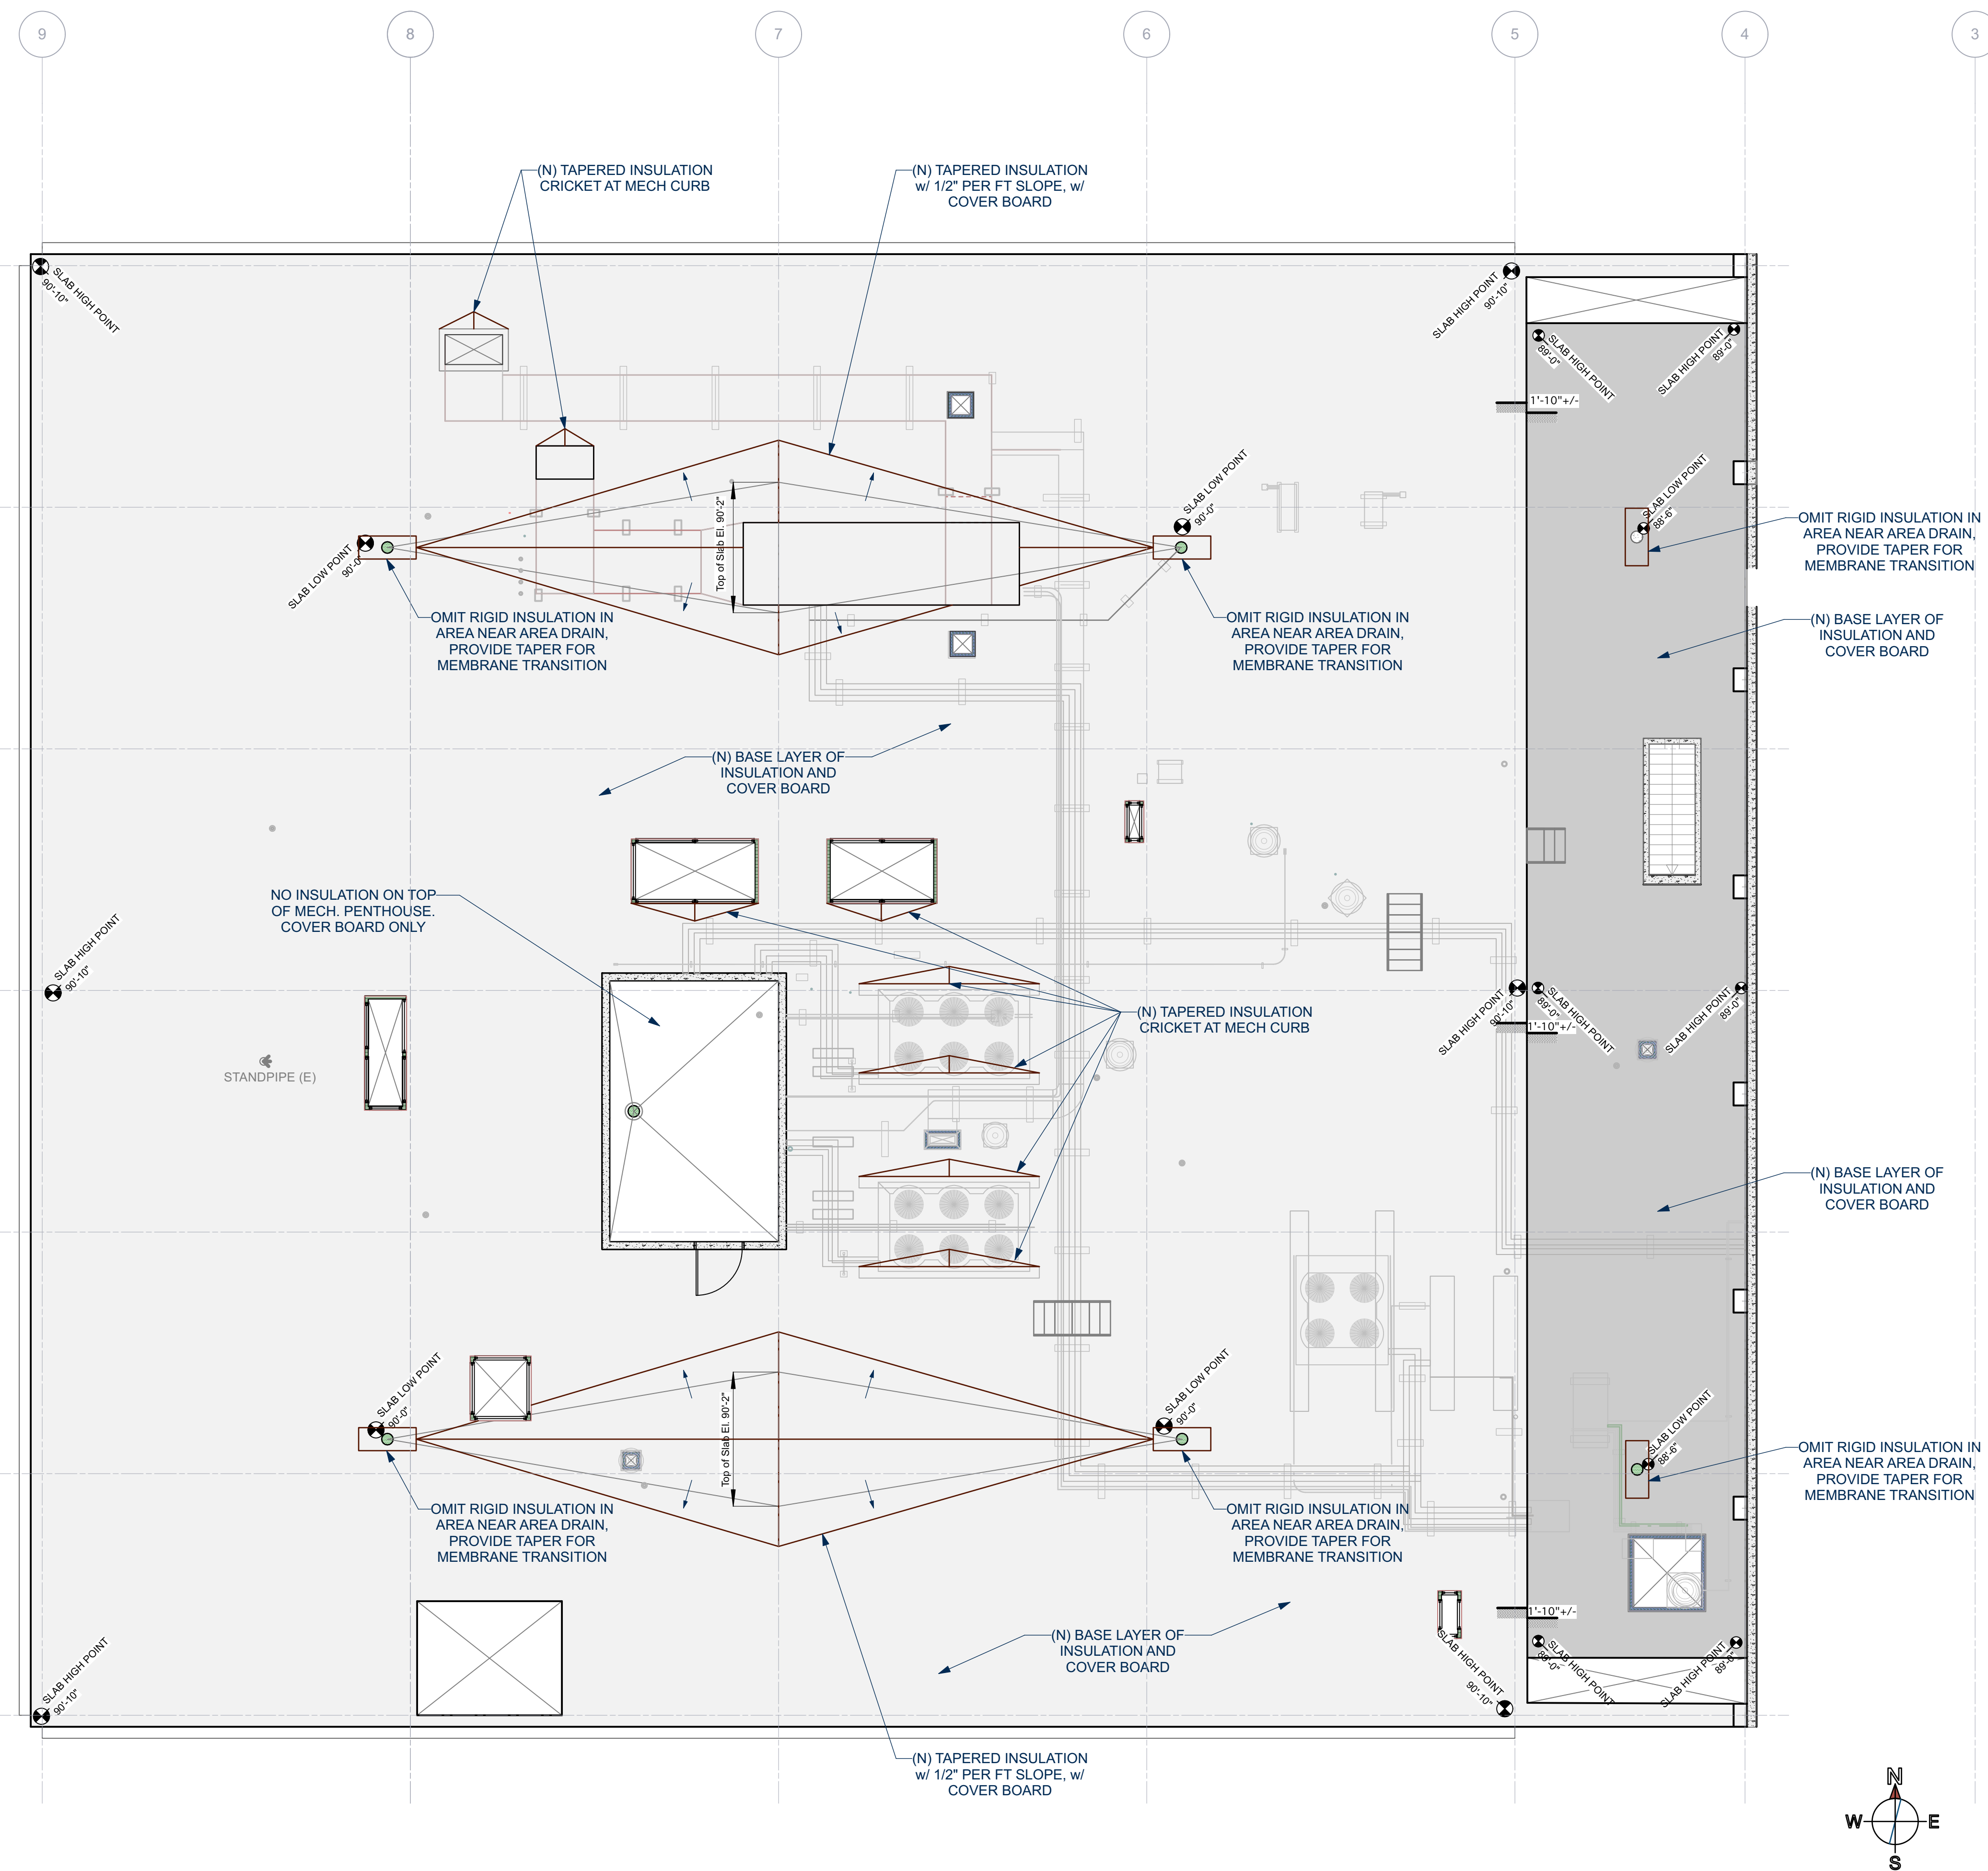 9
8
7
6
5
4
3
(N) TAPERED INSULATION
CRICKET AT MECH CURB
(N) TAPERED INSULATION
w/ 1/2" PER FT SLOPE, w/
COVER BOARD
SLAB HIGH POINT
90'-10"
SLAB HIGH POINT
90'-10"
SLAB HIGH POINT
89'-0"
SLAB HIGH POINT
89'-0"
1'-10"+/-
SLAB LOW POINT
90'-0"
SLAB LOW POINT
88'-6"
OMIT RIGID INSULATION IN
AREA NEAR AREA DRAIN,
PROVIDE TAPER FOR
MEMBRANE TRANSITION
Top of Slab El. 90'-2"
SLAB LOW POINT
90'-0"
OMIT RIGID INSULATION IN
AREA NEAR AREA DRAIN,
PROVIDE TAPER FOR
MEMBRANE TRANSITION
OMIT RIGID INSULATION IN
AREA NEAR AREA DRAIN,
PROVIDE TAPER FOR
MEMBRANE TRANSITION
(N) BASE LAYER OF
INSULATION AND
COVER BOARD
(N) BASE LAYER OF
INSULATION AND
COVER BOARD
NO INSULATION ON TOP
OF MECH. PENTHOUSE.
COVER BOARD ONLY
SLAB HIGH POINT
90'-10"
SLAB HIGH POINT
90'-10"
SLAB HIGH POINT
89'-0"
SLAB HIGH POINT
89'-0"
1'-10"+/-
(N) TAPERED INSULATION
CRICKET AT MECH CURB
STANDPIPE (E)
(N) BASE LAYER OF
INSULATION AND
COVER BOARD
SLAB LOW POINT
90'-0"
Top of Slab El. 90'-2"
SLAB LOW POINT
90'-0"
SLAB LOW POINT
88'-6"
OMIT RIGID INSULATION IN
AREA NEAR AREA DRAIN,
PROVIDE TAPER FOR
MEMBRANE TRANSITION
OMIT RIGID INSULATION IN
AREA NEAR AREA DRAIN,
PROVIDE TAPER FOR
MEMBRANE TRANSITION
OMIT RIGID INSULATION IN
AREA NEAR AREA DRAIN,
PROVIDE TAPER FOR
MEMBRANE TRANSITION
1'-10"+/-
(N) BASE LAYER OF
INSULATION AND
COVER BOARD
SLAB HIGH POINT
90'-10"
SLAB HIGH POINT
90'-10"
SLAB HIGH POINT
89'-0"
SLAB HIGH POINT
89'-0"
(N) TAPERED INSULATION
w/ 1/2" PER FT SLOPE, w/
COVER BOARD
N
W
E
S